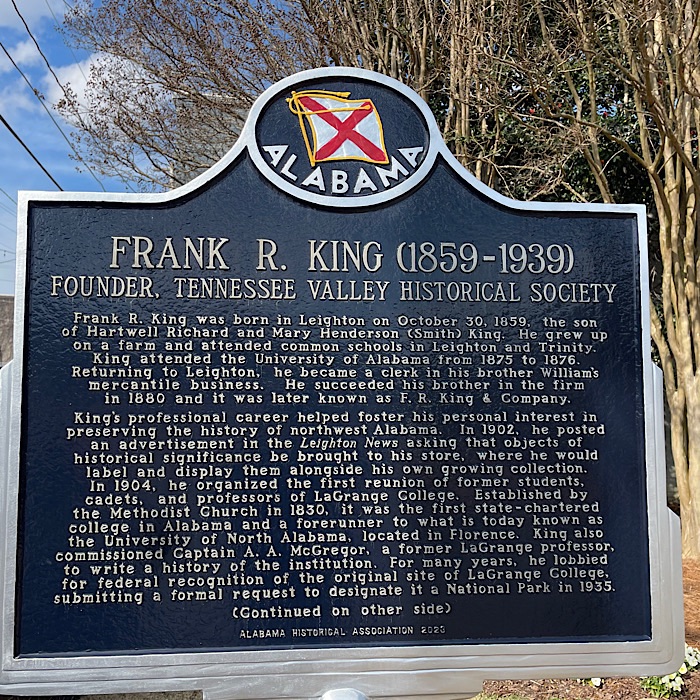 ALABAMA
FRANK R. KING (1859-1939)
FOUNDER, TENNESSEE VALLEY HISTORICAL SOCIETY
Frank R. King was born in Leighton on October 30, 1859, the son
of Hartwell Richard and Mary Henderson (Smith) King. He grew up
on a farm and attended common schools in Leighton and Trinity.
King attended the University of Alabama from 1875 to 1876.
Returning to Leighton, he became a clerk in his brother William's
mercantile business. He succeeded his brother in the firm
in 1880 and it was later known as F. R. King & Company.
King's professional career helped foster his personal interest in
preserving the history of northwest Alabama. In 1902, he posted
an advertisement in the Leighton News asking that objects of
historical significance be brought to his store, where he would
label and display them alongside his own growing collection.
In 1904, he organized the first reunion of former students,
cadets, and professors of LaGrange College. Established by
the Methodist Church in 1830, it was the first state-chartered
college in Alabama and a forerunner to what is today known as
the University of North Alabama, located in Florence. King also
commissioned Captain A. A. McGregor, a former LaGrange professor,
to write a history of the institution. For many years, he lobbied
for federal recognition of the original site of LaGrange College,
submitting a formal request to designate it a National Park in 1935.
(Continued on other side)
ALABAMA HISTORICAL ASSOCIATION 2023